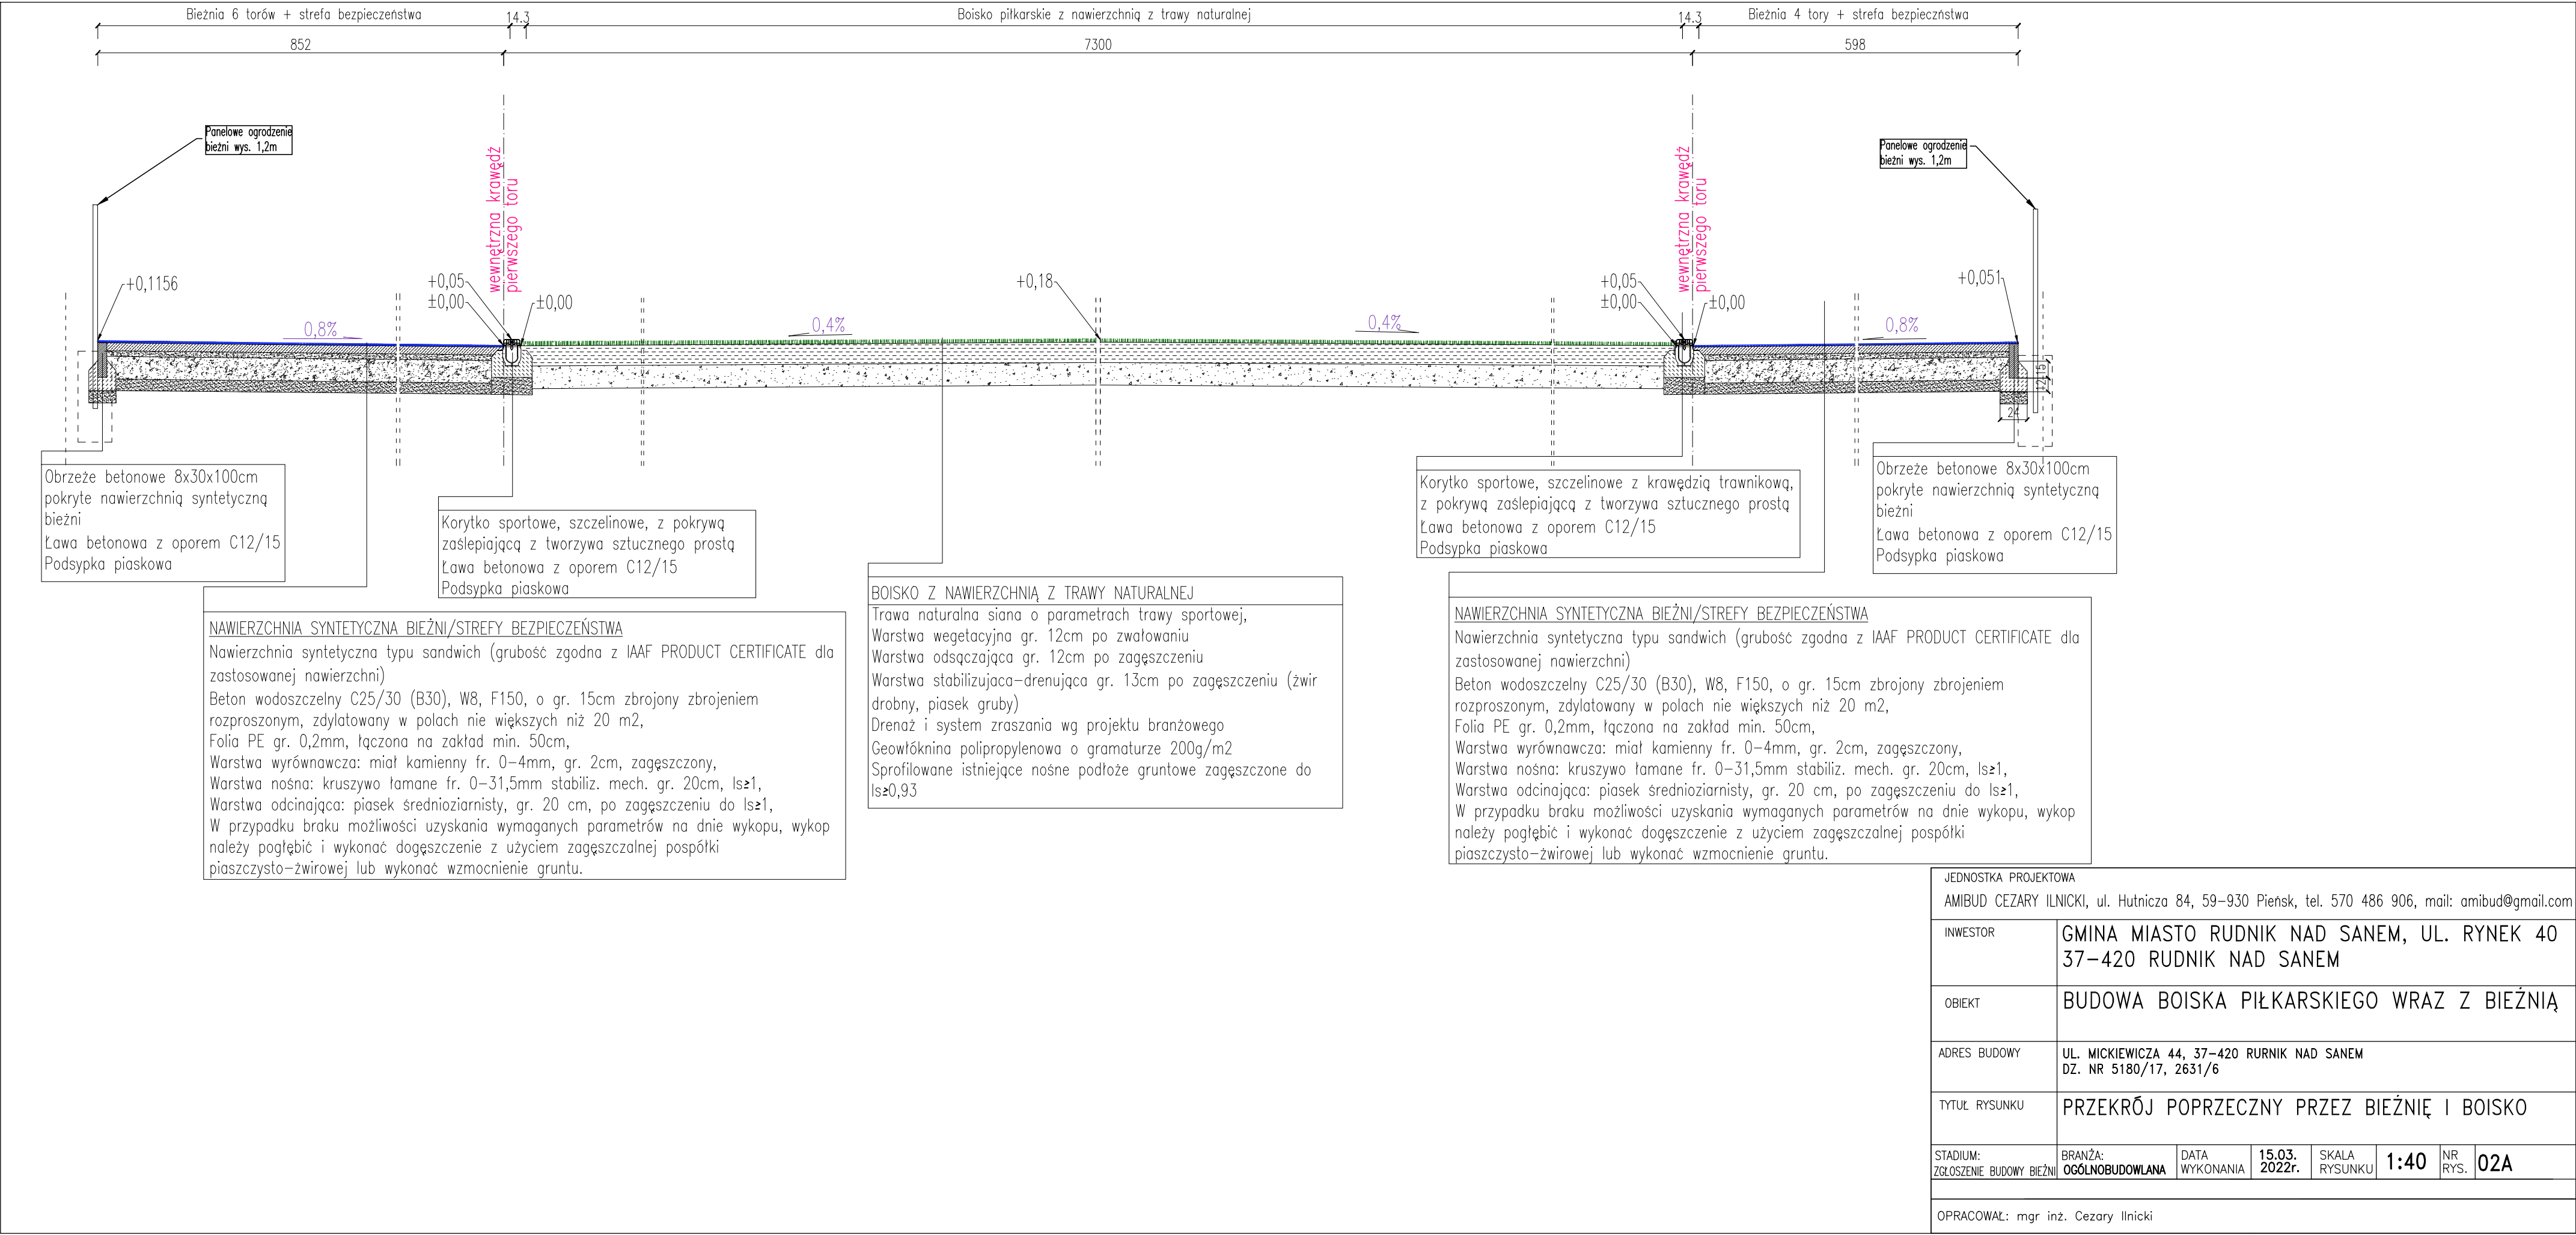 Bieżnia 6 torów + strefa bezpieczeństwa
14.3
Boisko piłkarskie z nawierzchnią z trawy naturalnej
14.3
Bieżnia 4 tory + strefa bezpieczństwa
852
7300
598
Panelowe ogrodzenie
bieżni wys. 1,2m
wewnętrzna krawędż
pierwszego toru
wewnętrzna krawędż
pierwszego toru
Panelowe ogrodzenie
bieżni wys. 1,2m
+0,1156
+0,05
±0,00
±0,00
+0,18
+0,05
±0,00
±0,00
+0,051
0,8%
0,4%
0,4%
0,8%
15
12
24
Obrzeże betonowe 8x30x100cm
pokryte nawierzchnią syntetyczną
bieżni
Ława betonowa z oporem C12/15
Podsypka piaskowa
Korytko sportowe, szczelinowe, z pokrywą
zaślepiającą z tworzywa sztucznego prostą
Ława betonowa z oporem C12/15
Podsypka piaskowa
Korytko sportowe, szczelinowe z krawędzią trawnikową,
z pokrywą zaślepiającą z tworzywa sztucznego prostą
Ława betonowa z oporem C12/15
Podsypka piaskowa
Obrzeże betonowe 8x30x100cm
pokryte nawierzchnią syntetyczną
bieżni
Ława betonowa z oporem C12/15
Podsypka piaskowa
NAWIERZCHNIA SYNTETYCZNA BIEŻNI/STREFY BEZPIECZEŃSTWA
Nawierzchnia syntetyczna typu sandwich (grubość zgodna z IAAF PRODUCT CERTIFICATE dla
zastosowanej nawierzchni)
Beton wodoszczelny C25/30 (B30), W8, F150, o gr. 15cm zbrojony zbrojeniem
rozproszonym, zdylatowany w polach nie większych niż 20 m2,
Folia PE gr. 0,2mm, łączona na zakład min. 50cm,
Warstwa wyrównawcza: miał kamienny fr. 0-4mm, gr. 2cm, zagęszczony,
Warstwa nośna: kruszywo łamane fr. 0-31,5mm stabiliz. mech. gr. 20cm, Is≥1,
Warstwa odcinająca: piasek średnioziarnisty, gr. 20 cm, po zagęszczeniu do Is≥1,
W przypadku braku możliwości uzyskania wymaganych parametrów na dnie wykopu, wykop
należy pogłębić i wykonać dogęszczenie z użyciem zagęszczalnej pospółki
piaszczysto-żwirowej lub wykonać wzmocnienie gruntu.
BOISKO Z NAWIERZCHNIĄ Z TRAWY NATURALNEJ
Trawa naturalna siana o parametrach trawy sportowej,
Warstwa wegetacyjna gr. 12cm po zwałowaniu
Warstwa odsączająca gr. 12cm po zagęszczeniu
Warstwa stabilizujaca-drenująca gr. 13cm po zagęszczeniu (żwir
drobny, piasek gruby)
Drenaż i system zraszania wg projektu branżowego
Geowłóknina polipropylenowa o gramaturze 200g/m2
Sprofilowane istniejące nośne podłoże gruntowe zagęszczone do
Is≥0,93
NAWIERZCHNIA SYNTETYCZNA BIEŻNI/STREFY BEZPIECZEŃSTWA
Nawierzchnia syntetyczna typu sandwich (grubość zgodna z IAAF PRODUCT CERTIFICATE dla
zastosowanej nawierzchni)
Beton wodoszczelny C25/30 (B30), W8, F150, o gr. 15cm zbrojony zbrojeniem
rozproszonym, zdylatowany w polach nie większych niż 20 m2,
Folia PE gr. 0,2mm, łączona na zakład min. 50cm,
Warstwa wyrównawcza: miał kamienny fr. 0-4mm, gr. 2cm, zagęszczony,
Warstwa nośna: kruszywo łamane fr. 0-31,5mm stabiliz. mech. gr. 20cm, Is≥1,
Warstwa odcinająca: piasek średnioziarnisty, gr. 20 cm, po zagęszczeniu do Is≥1,
W przypadku braku możliwości uzyskania wymaganych parametrów na dnie wykopu, wykop
należy pogłębić i wykonać dogęszczenie z użyciem zagęszczalnej pospółki
piaszczysto-żwirowej lub wykonać wzmocnienie gruntu.
JEDNOSTKA PROJEKTOWA
AMIBUD CEZARY ILNICKI, ul. Hutnicza 84, 59-930 Pieńsk, tel. 570 486 906, mail: amibud@gmail.com
INWESTOR
GMINA MIASTO RUDNIK NAD SANEM, UL. RYNEK 40
37-420 RUDNIK NAD SANEM
OBIEKT
BUDOWA BOISKA PIŁKARSKIEGO WRAZ Z BIEŻNIĄ
ADRES BUDOWY
UL. MICKIEWICZA 44, 37-420 RURNIK NAD SANEM
DZ. NR 5180/17, 2631/6
TYTUŁ RYSUNKU
PRZEKRÓJ POPRZECZNY PRZEZ BIEŻNIĘ I BOISKO
STADIUM:
ZGŁOSZENIE BUDOWY BIEŻNI
BRANŻA:
OGÓLNOBUDOWLANA
DATA
WYKONANIA
15.03.
2022r.
SKALA
RYSUNKU
1:40
NR
RYS.
02A
OPRACOWAŁ: mgr inż. Cezary Ilnicki